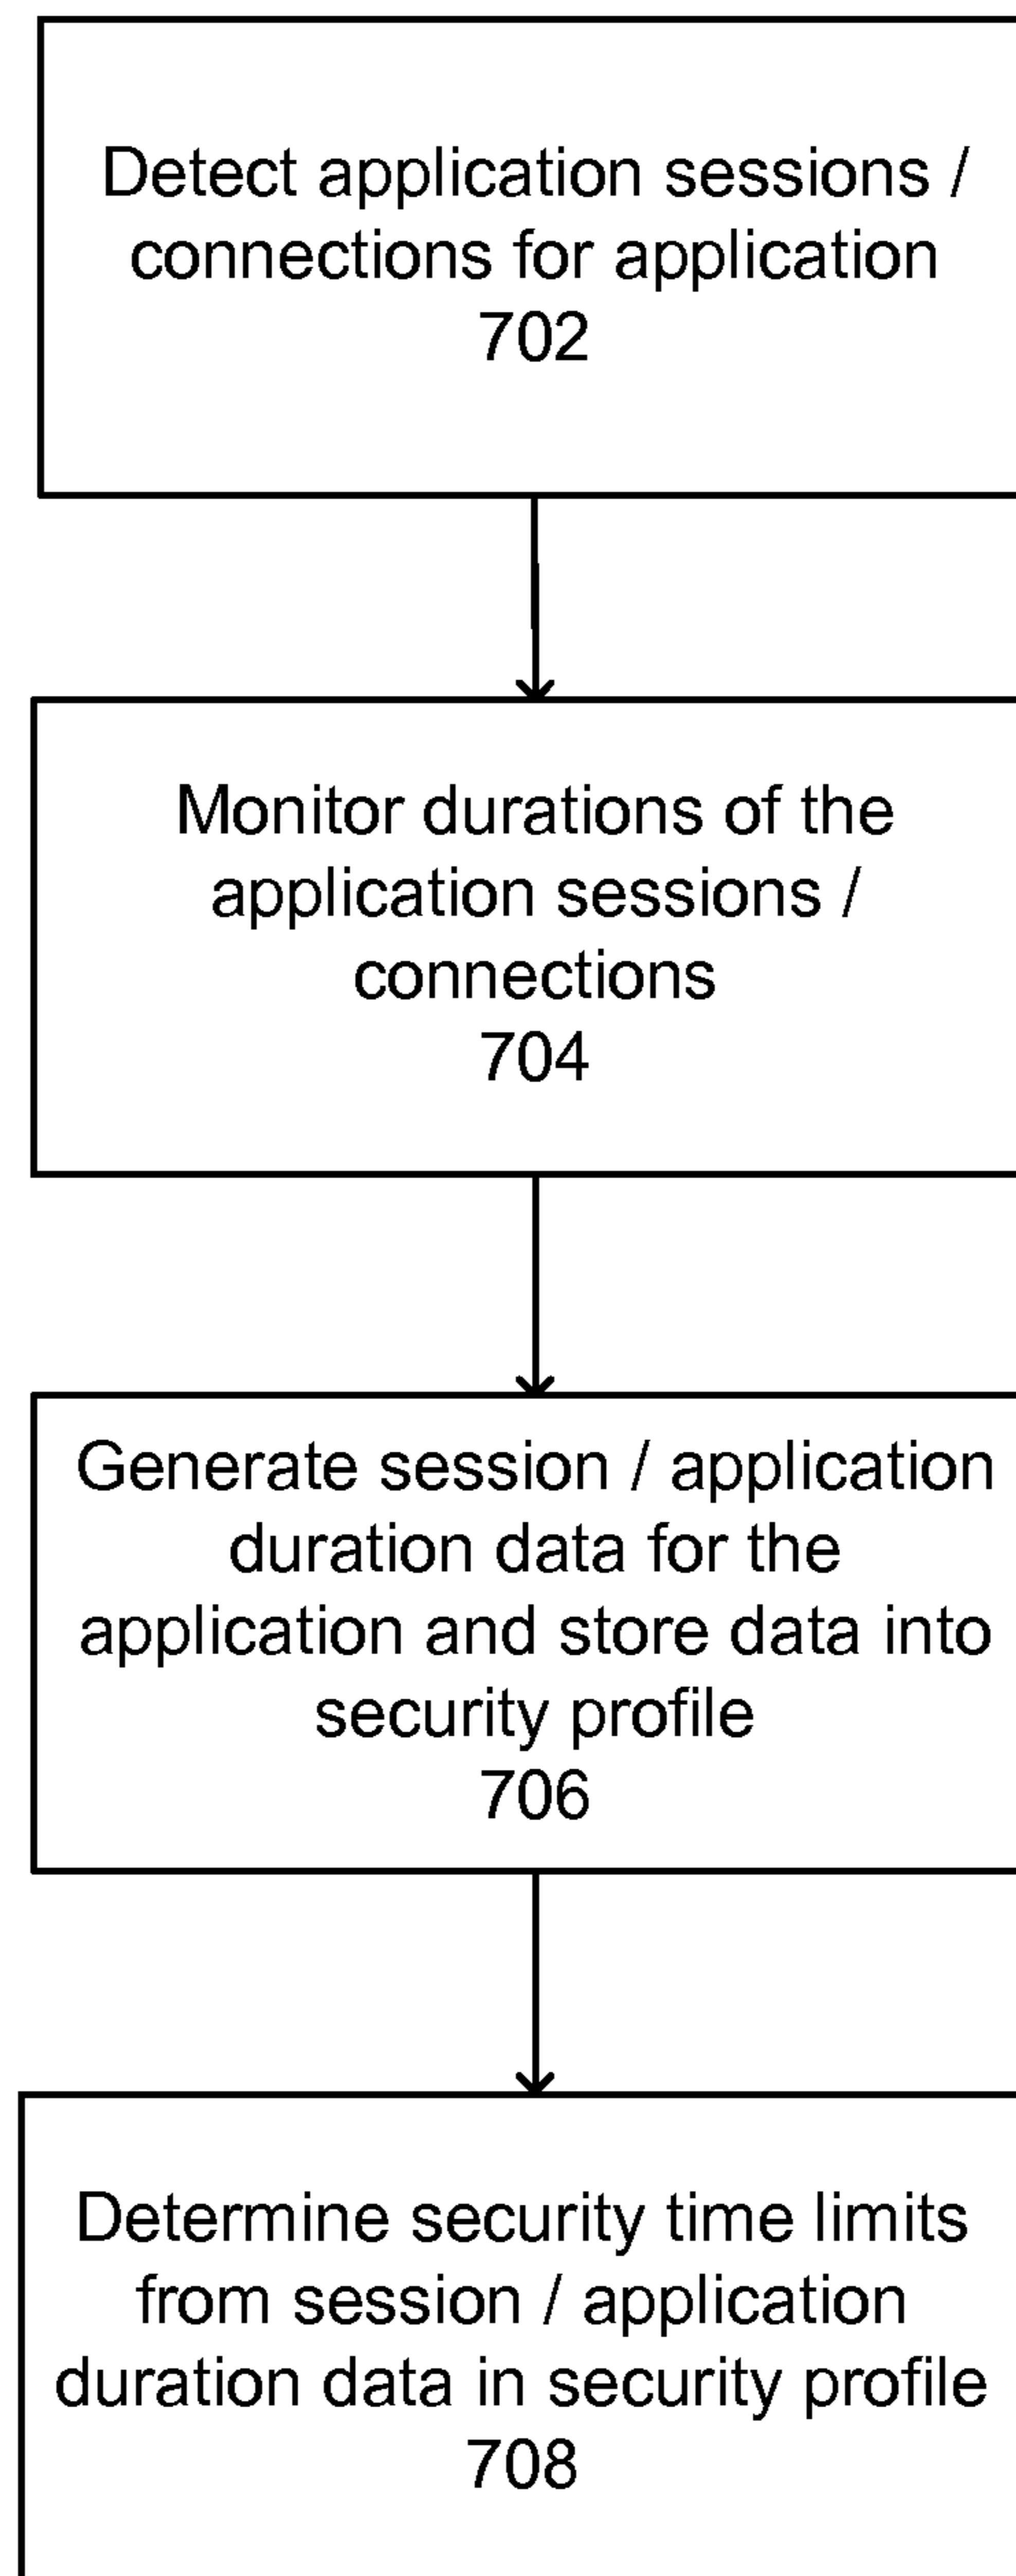 Detect application sessions /
connections for application
702
Monitor durations of the
application sessions /
connections
704
Generate session / application
duration data for the
application and store data into
security profile
706
Determine security time limits
from session / application
duration data in security profile
708